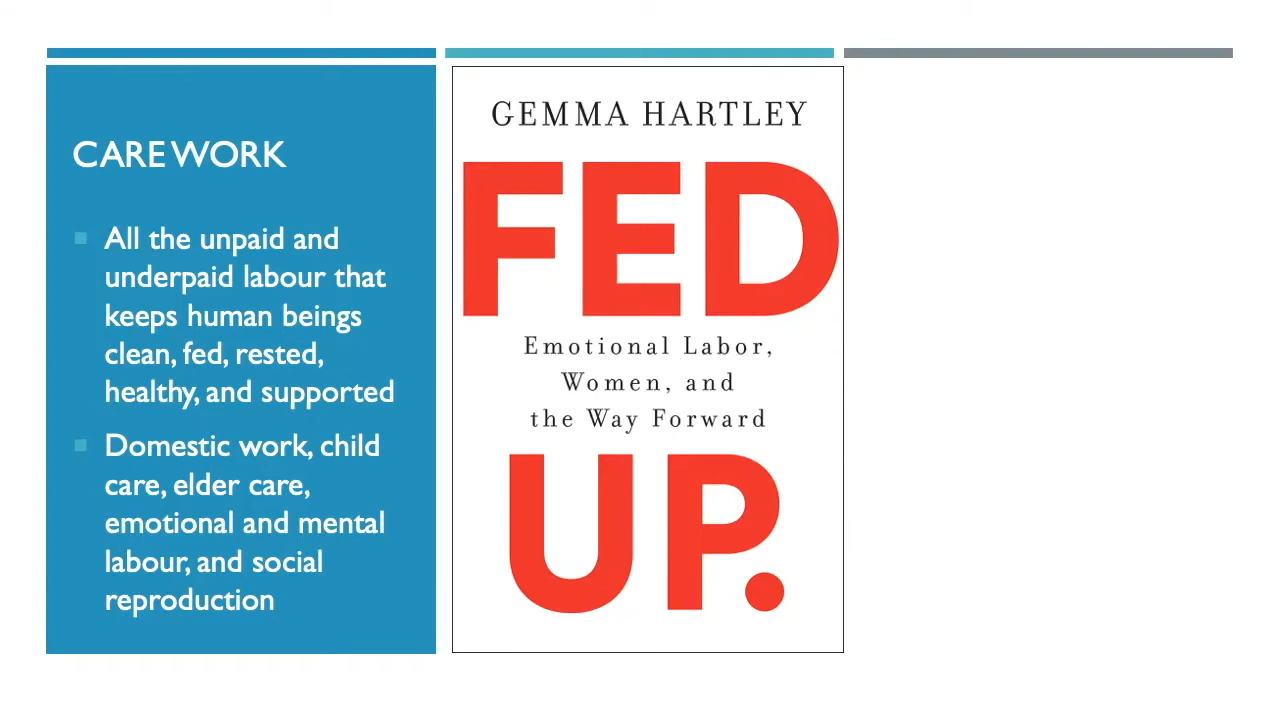 CARE WORK
All the unpaid and
underpaid labour that
keeps human beings
clean, fed, rested,
healthy, and supported
Domestic work, child
care, elder care,
emotional and mental
labour, and social
reproduction
GEMMA HARTLEY
FED
Emotional Labor,
Women, and
the Way Forward
UP.